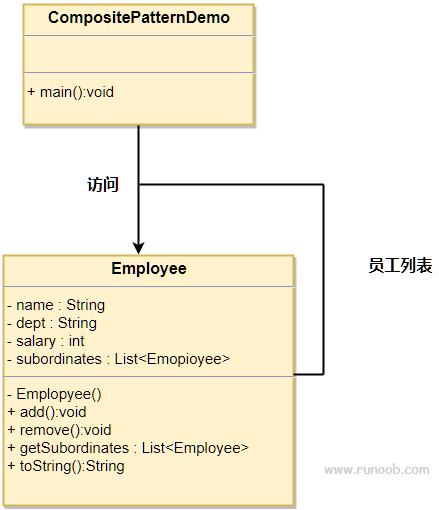 CompositePatternDemo
+ main():void
访问
员工列表
Employee
- name : String
- dept : String
- salary : int
- subordinates : List<Emopioyee>
- Emplopyee()
+ add():void
+ remove():void
+ getSubordinates : List<Employee>
+ toString():String
www.runoob.com